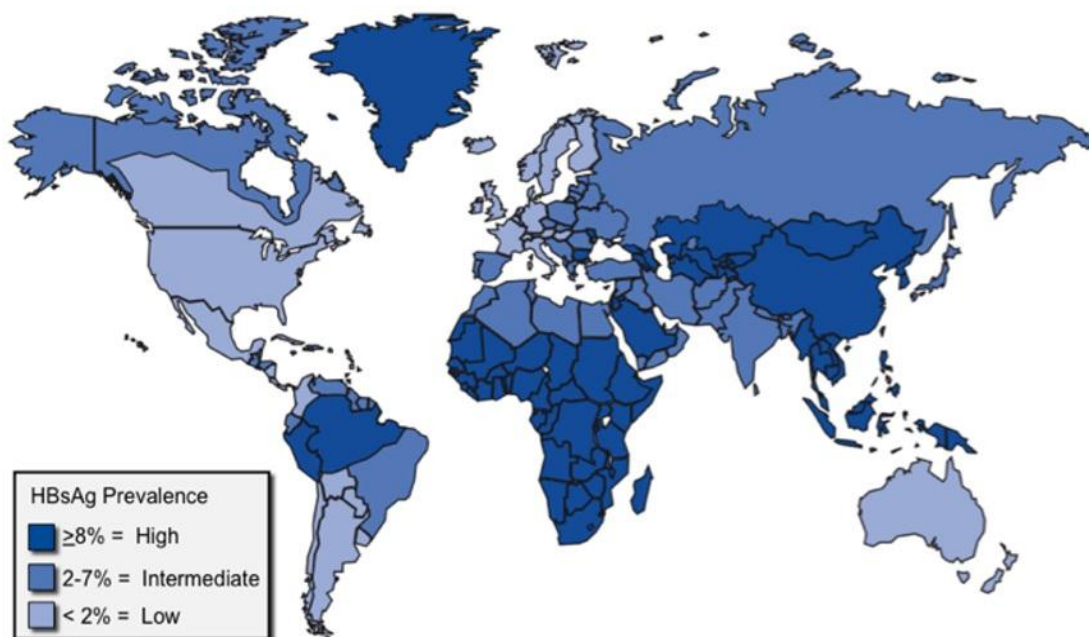 HBsAg Prevalence
≥8% = High
2-7% = Intermediate
< 2% = Low